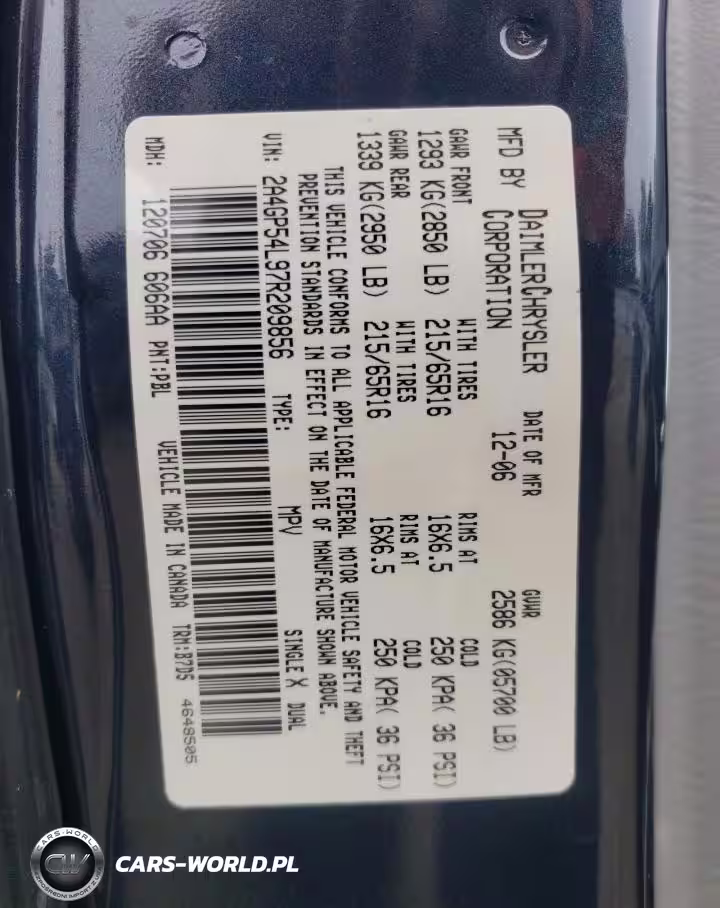 MFD BY DAIMLERCHRYSLER CORPORATION
DATE OF MFR 12-06
GVWR 2586 KG(05700 LB)
GAWR FRONT WITH TIRES RIMS AT COLD
1293 KG(2850 LB) 215/65R16 16X6.5 250 KPA( 36 PSI)
GAWR REAR WITH TIRES RIMS AT COLD
1339 KG(2950 LB) 215/65R16 16X6.5 250 KPA( 36 PSI)
THIS VEHICLE CONFORMS TO ALL APPLICABLE FEDERAL MOTOR VEHICLE SAFETY AND THEFT
PREVENTION STANDARDS IN EFFECT ON THE DATE OF MANUFACTURE SHOWN ABOVE.
VIN: 2A4GP54L97R209856 TYPE: MPV SINGLE X DUAL
MDH: 120706 606AA PNT:PBL VEHICLE MADE IN CANADA TRM:B7D5 4648505
CARS-WORLD
CW
CARS-WORLD.PL